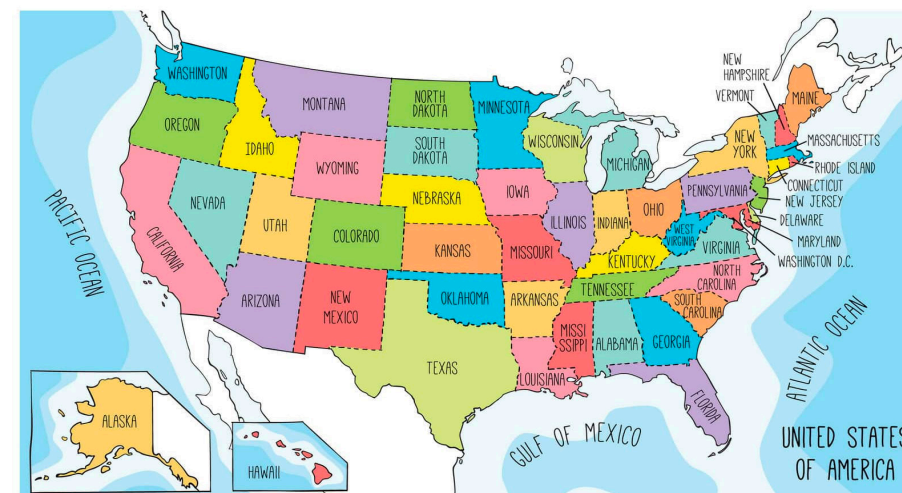 WASHINGTON
OREGON
CALIFORNIA
NEVADA
IDAHO
MONTANA
WYOMING
UTAH
ARIZONA
COLORADO
NEW
MEXICO
NORTH
DAKOTA
SOUTH
DAKOTA
NEBRASKA
KANSAS
OKLAHOMA
TEXAS
MINNESOTA
IOWA
MISSOURI
ARKANSAS
LOUISIANA
WISCONSIN
ILLINOIS
MICHIGAN
INDIANA
OHIO
KENTUCKY
TENNESSEE
MISSI
SSIPPI
ALABAMA
GEORGIA
FLORIDA
SOUTH
CAROLINA
NORTH
CAROLINA
VIRGINIA
WEST
VIRGINIA
PENNSYLVANIA
NEW
YORK
NEW
HAMPSHIRE
VERMONT
MAINE
MASSACHUSETTS
RHODE ISLAND
CONNECTICUT
NEW JERSEY
DELAWARE
MARYLAND
WASHINGTON D.C.
ALASKA
HAWAII
PACIFIC OCEAN
GULF OF MEXICO
ATLANTIC OCEAN
UNITED STATES
OF AMERICA